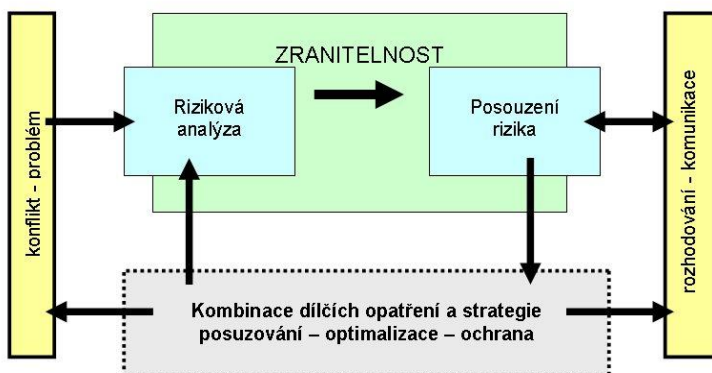 ZRANITELNOST
Riziková
analýza
Posouzení
rizika
konflikt - problém
rozhodování - komunikace
Kombinace dílčích opatření a strategie
posuzování – optimalizace – ochrana